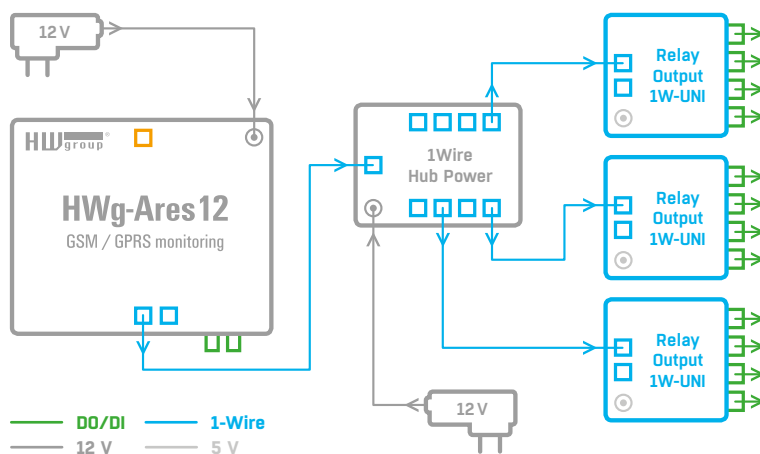 12 V
HW group®
HWg-Ares12
GSM / GPRS monitoring
1Wire
Hub Power
12 V
Relay
Output
1W-UNI
Relay
Output
1W-UNI
Relay
Output
1W-UNI
DO/DI
1-Wire
12 V
5 V